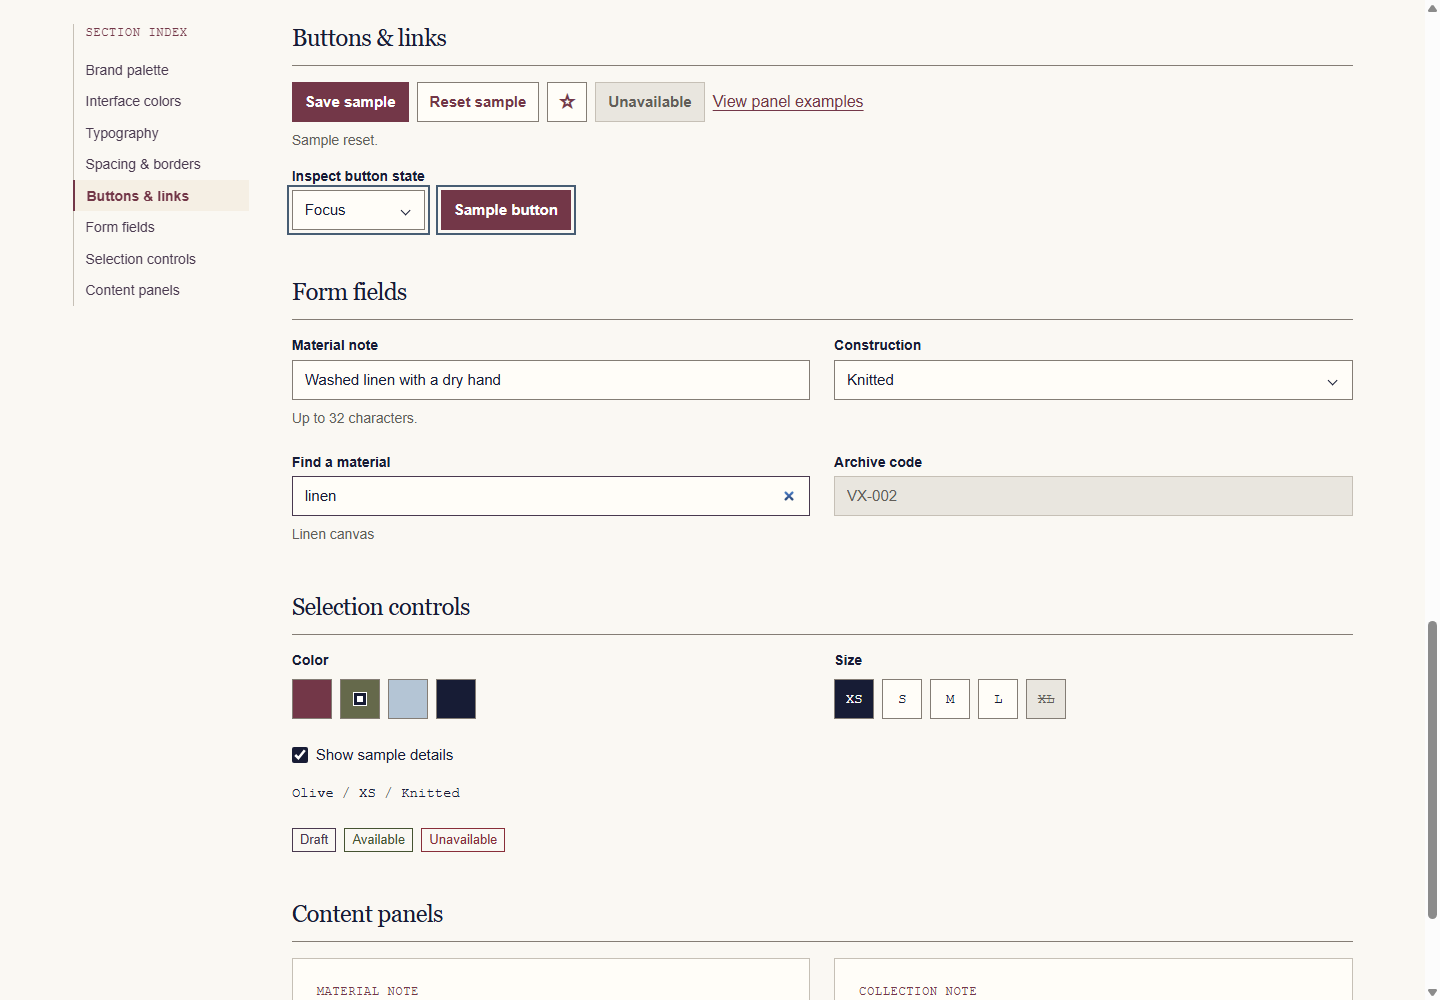 SECTION INDEX
Brand palette
Interface colors
Typography
Spacing & borders
Buttons & links
Form fields
Selection controls
Content panels
Buttons & links
Save sample
Reset sample
Unavailable
View panel examples
Sample reset.
Inspect button state
Focus
Sample button
Form fields
Material note
Washed linen with a dry hand
Up to 32 characters.
Construction
Knitted
Find a material
linen
Linen canvas
Archive code
VX-002
Selection controls
Color
Size
XS
S
M
L
XL
Show sample details
Olive / XS / Knitted
Draft
Available
Unavailable
Content panels
MATERIAL NOTE
COLLECTION NOTE